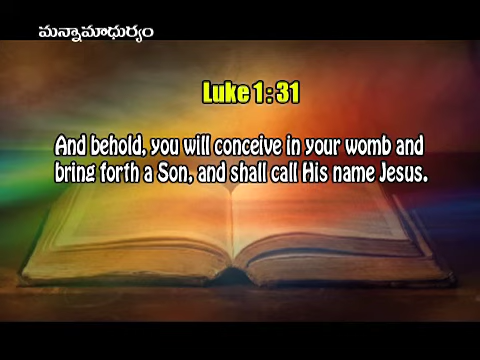 మన్నామాధుర్యం
Luke 1 : 31
And behold, you will conceive in your womb and
bring forth a Son, and shall call His name Jesus.